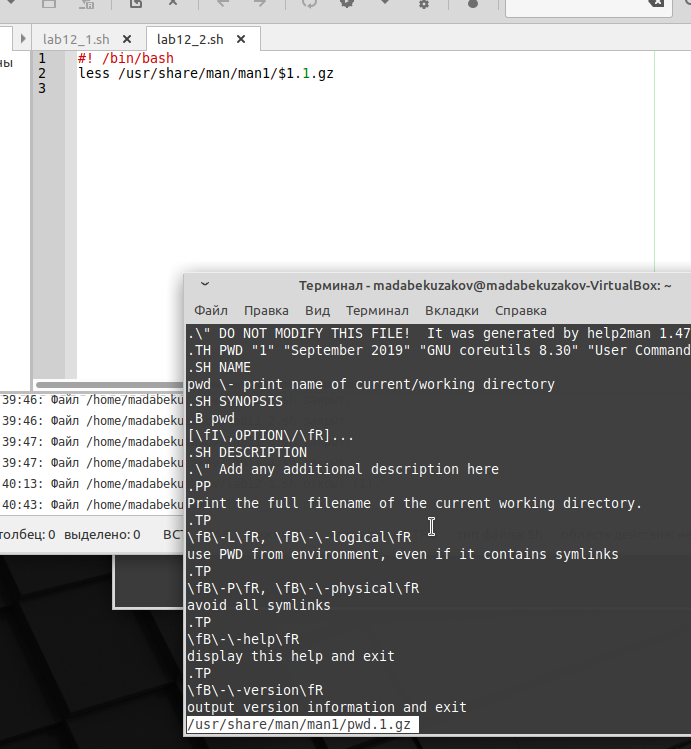 lab12_1.sh
lab12_2.sh
ны
1 #! /bin/bash
2 less /usr/share/man/man1/$1.1.gz
3
Терминал - madabekuzakov@madabekuzakov-VirtualBox: ~
Файл Правка Вид Терминал Вкладки Справка
.\" DO NOT MODIFY THIS FILE!  It was generated by help2man 1.47
.TH PWD "1" "September 2019" "GNU coreutils 8.30" "User Command
.SH NAME
pwd \- print name of current/working directory
.SH SYNOPSIS
.B pwd
[\fI\,OPTION\/\fR]...
.SH DESCRIPTION
.\" Add any additional description here
.PP
Print the full filename of the current working directory.
.TP
\fB\-L\fR, \fB\-\-logical\fR
use PWD from environment, even if it contains symlinks
.TP
\fB\-P\fR, \fB\-\-physical\fR
avoid all symlinks
.TP
\fB\-\-help\fR
display this help and exit
.TP
\fB\-\-version\fR
output version information and exit
/usr/share/man/man1/pwd.1.gz
39:46: Файл /home/madabeku
39:46: Файл /home/madabeku
39:47: Файл /home/madabeku
39:47: Файл /home/madabeku
40:13: Файл /home/madabeku
40:43: Файл /home/madabeku
толбец: 0 выделено: 0 ВСТ